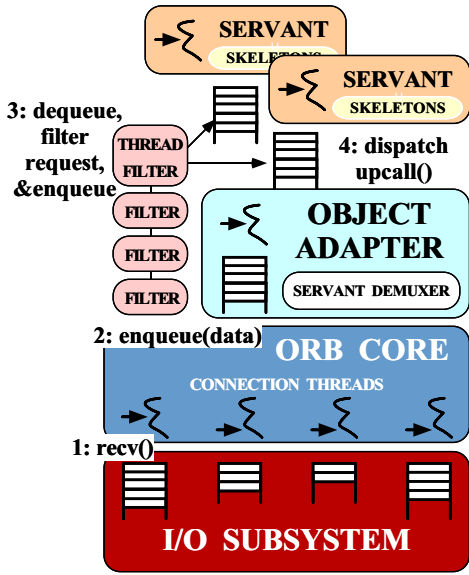 SERVANT
SKELETONS
SERVANT
SKELETONS
3: dequeue,
filter
request,
&enqueue
THREAD
FILTER
FILTER
FILTER
FILTER
4: dispatch
upcall()
OBJECT
ADAPTER
SERVANT DEMUXER
2: enqueue(data)
ORB CORE
CONNECTION THREADS
1: recv()
I/O SUBSYSTEM